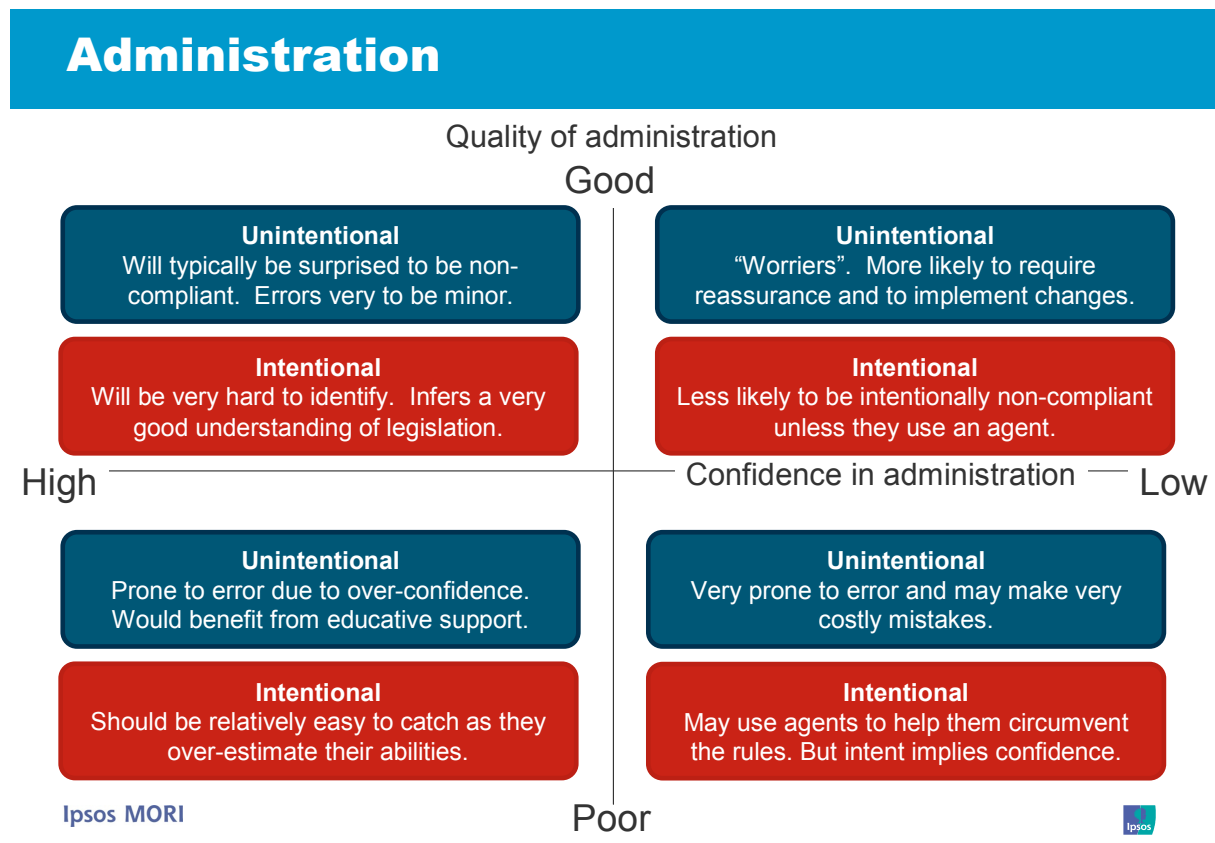 Administration
Quality of administration
Good
Unintentional
Will typically be surprised to be non-
compliant.  Errors very to be minor.
Unintentional
“Worriers”.  More likely to require
reassurance and to implement changes.
Intentional
Will be very hard to identify.  Infers a very
good understanding of legislation.
Intentional
Less likely to be intentionally non-compliant
unless they use an agent.
High
Confidence in administration
Low
Unintentional
Prone to error due to over-confidence.
Would benefit from educative support.
Unintentional
Very prone to error and may make very
costly mistakes.
Intentional
Should be relatively easy to catch as they
over-estimate their abilities.
Intentional
May use agents to help them circumvent
the rules. But intent implies confidence.
Ipsos MORI
Poor
Ipsos